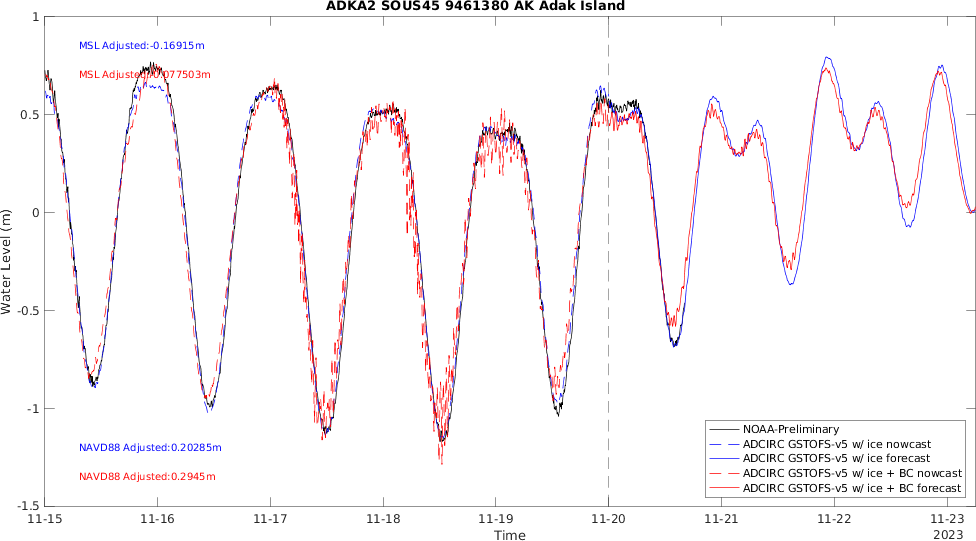 ADKA2 SOUS45 9461380 AK Adak Island
MSL Adjusted:-0.16915m
MSL Adjusted:-0.077503m
NAVD88 Adjusted:0.20285m
NAVD88 Adjusted:0.2945m
Water Level (m)
1
0.5
0
-0.5
-1
-1.5
11-15
11-16
11-17
11-18
11-19
11-20
11-21
11-22
11-23
2023
Time
NOAA-Preliminary
ADCIRC GSTOFS-v5 w/ ice nowcast
ADCIRC GSTOFS-v5 w/ ice forecast
ADCIRC GSTOFS-v5 w/ ice + BC nowcast
ADCIRC GSTOFS-v5 w/ ice + BC forecast